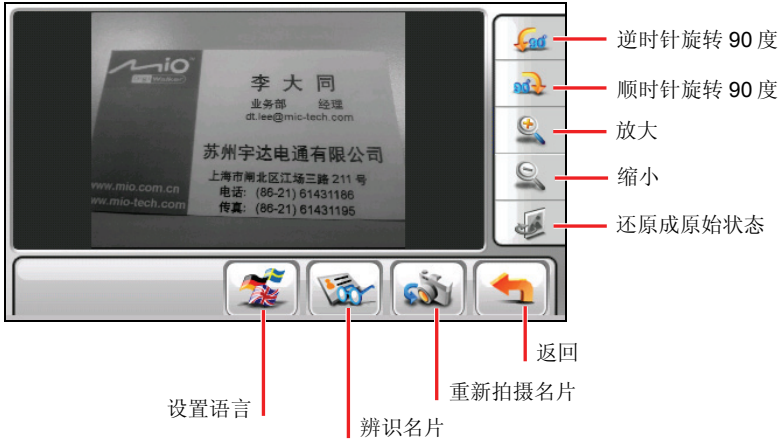 Mio
Walker
李大同
业务部 经理
dt.lee@mic-tech.com
苏州宇达电通有限公司
上海市闸北区江场三路 211 号
电话: (86-21) 61431186
传真: (86-21) 61431195
www.mio.com.cn
www.mio-tech.com
90°
逆时针旋转 90 度
90°
顺时针旋转 90 度
放大
缩小
还原成原始状态
返回
重新拍摄名片
设置语言
辨识名片